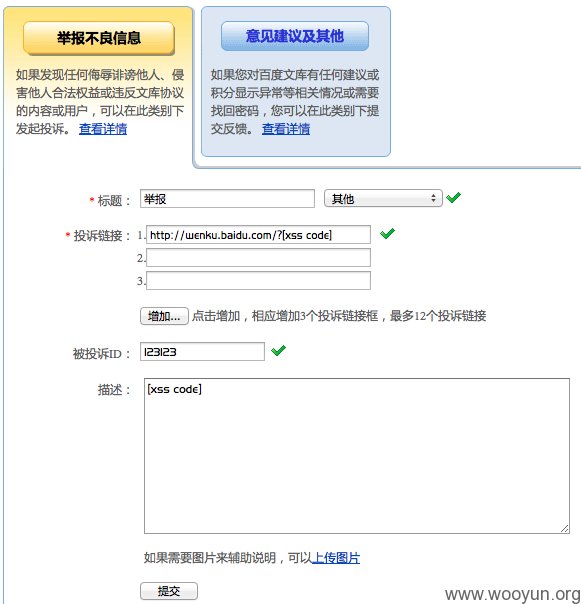 举报不良信息
如果发现任何侮辱诽谤他人、侵
害他人合法权益或违反文库协议
的内容或用户，可以在此类别下
发起投诉。 查看详情
意见建议及其他
如果您对百度文库有任何建议或
积分显示异常等相关情况或需要
找回密码，您可以在此类别下提
交反馈。 查看详情
* 标题： 举报 其他
* 投诉链接： 1. http://wenku.baidu.com/?[xss code]
2.
3.
增加... 点击增加，相应增加3个投诉链接框，最多12个投诉链接
被投诉ID： 123123
描述： [xss code]
如果需要图片来辅助说明，可以上传图片
提交
www.wooyun.org